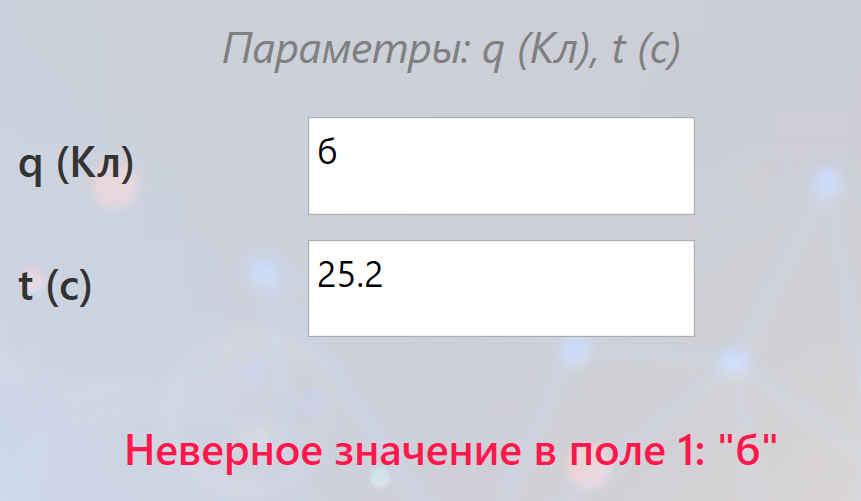 Параметры: q (Кл), t (с)
q (Кл)
б
t (с)
25.2
Неверное значение в поле 1: "б"